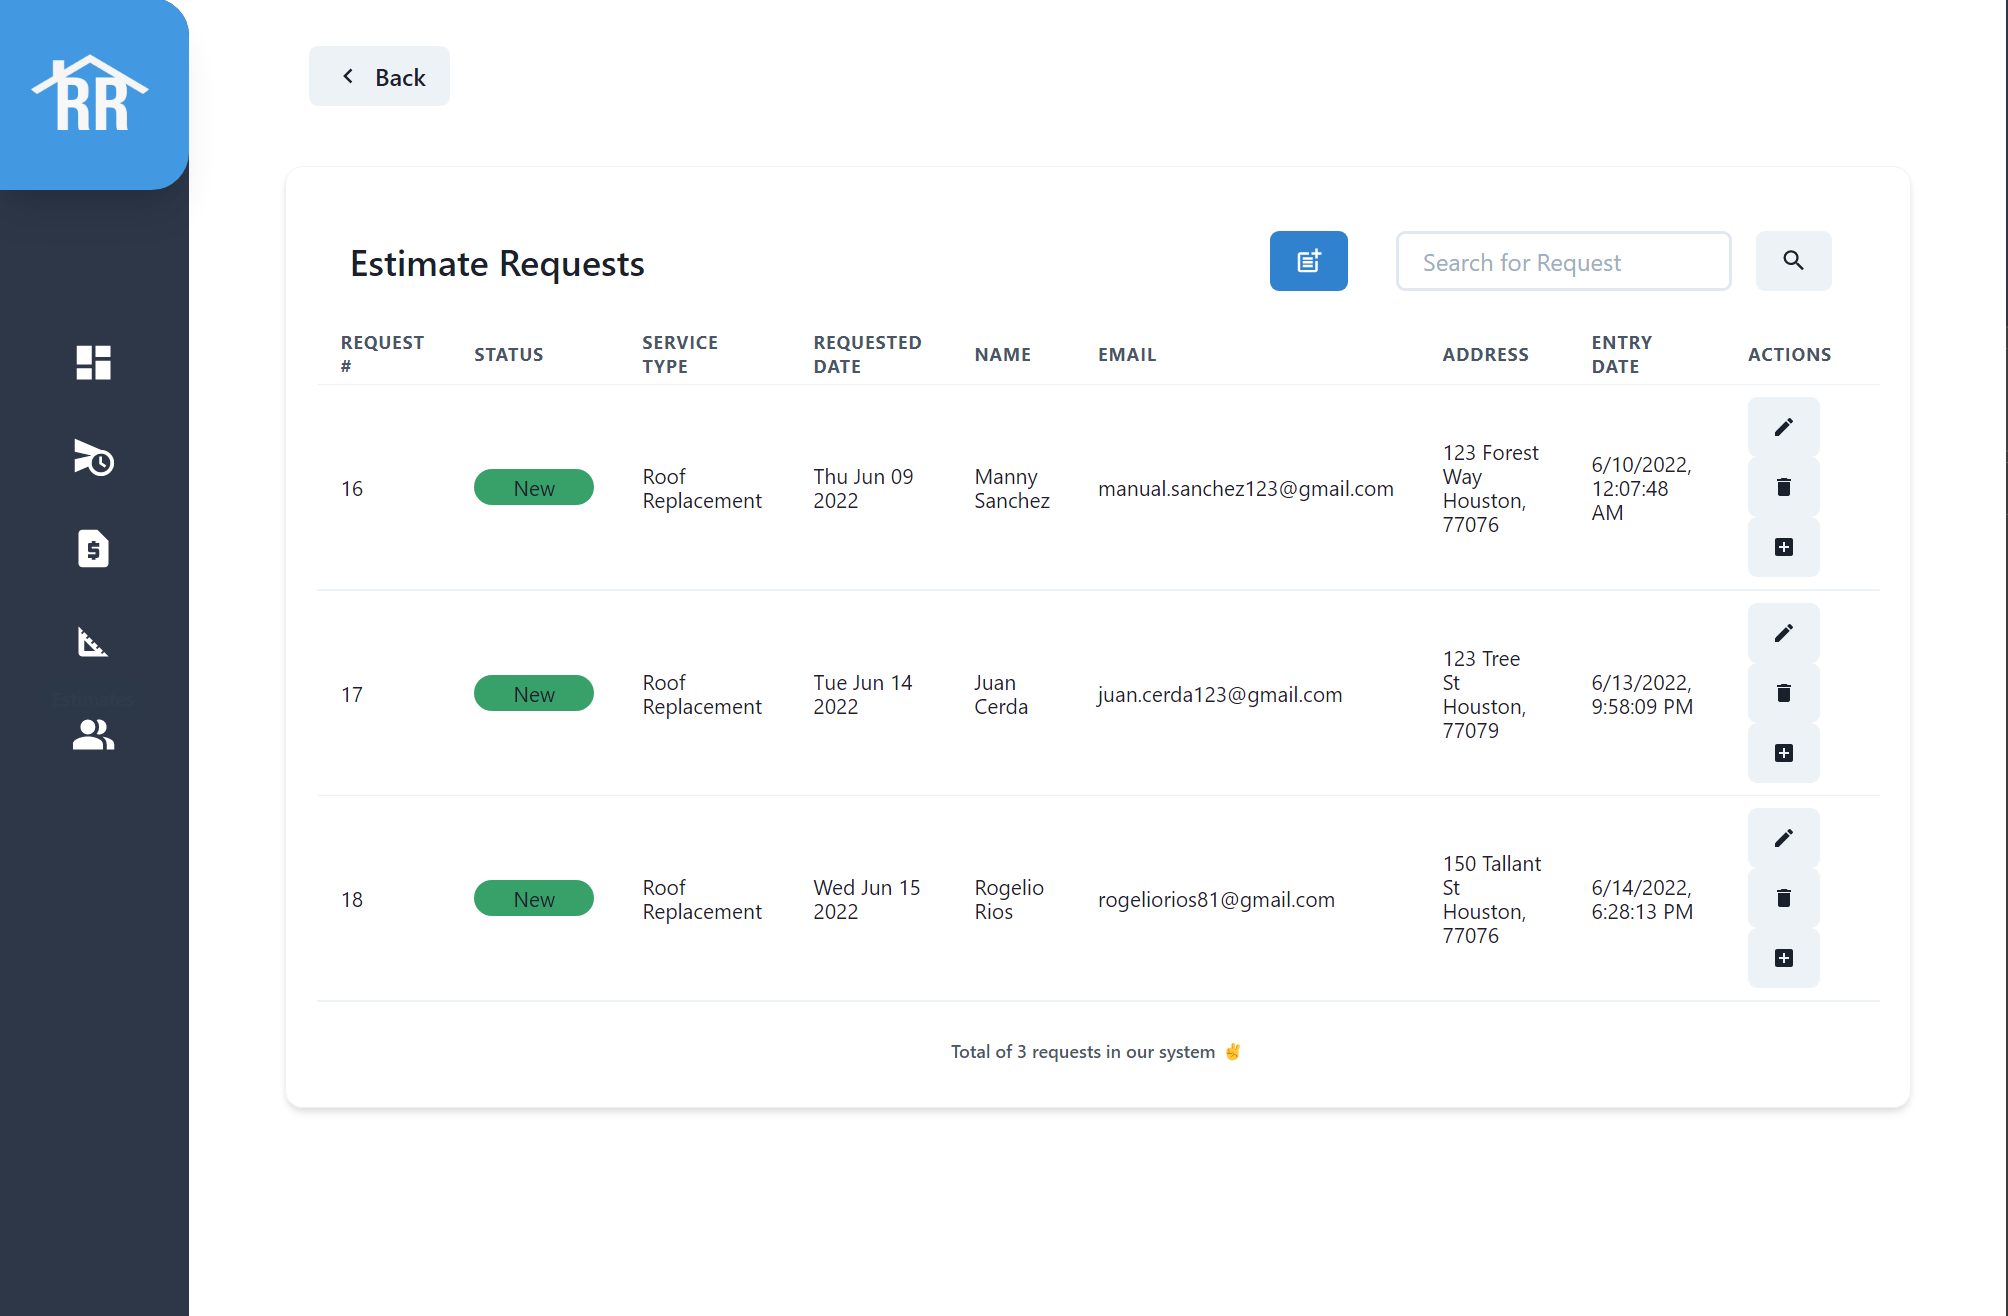 RR
Back
Estimate Requests
Search for Request
REQUEST # STATUS SERVICE TYPE REQUESTED DATE NAME EMAIL ADDRESS ENTRY DATE ACTIONS
16 New Roof Replacement Thu Jun 09 2022 Manny Sanchez manual.sanchez123@gmail.com 123 Forest Way Houston, 77076 6/10/2022, 12:07:48 AM
17 New Roof Replacement Tue Jun 14 2022 Juan Cerda juan.cerda123@gmail.com 123 Tree St Houston, 77079 6/13/2022, 9:58:09 PM
Estimates
18 New Roof Replacement Wed Jun 15 2022 Rogelio Rios rogeliorios81@gmail.com 150 Tallant St Houston, 77076 6/14/2022, 6:28:13 PM
Total of 3 requests in our system ✌